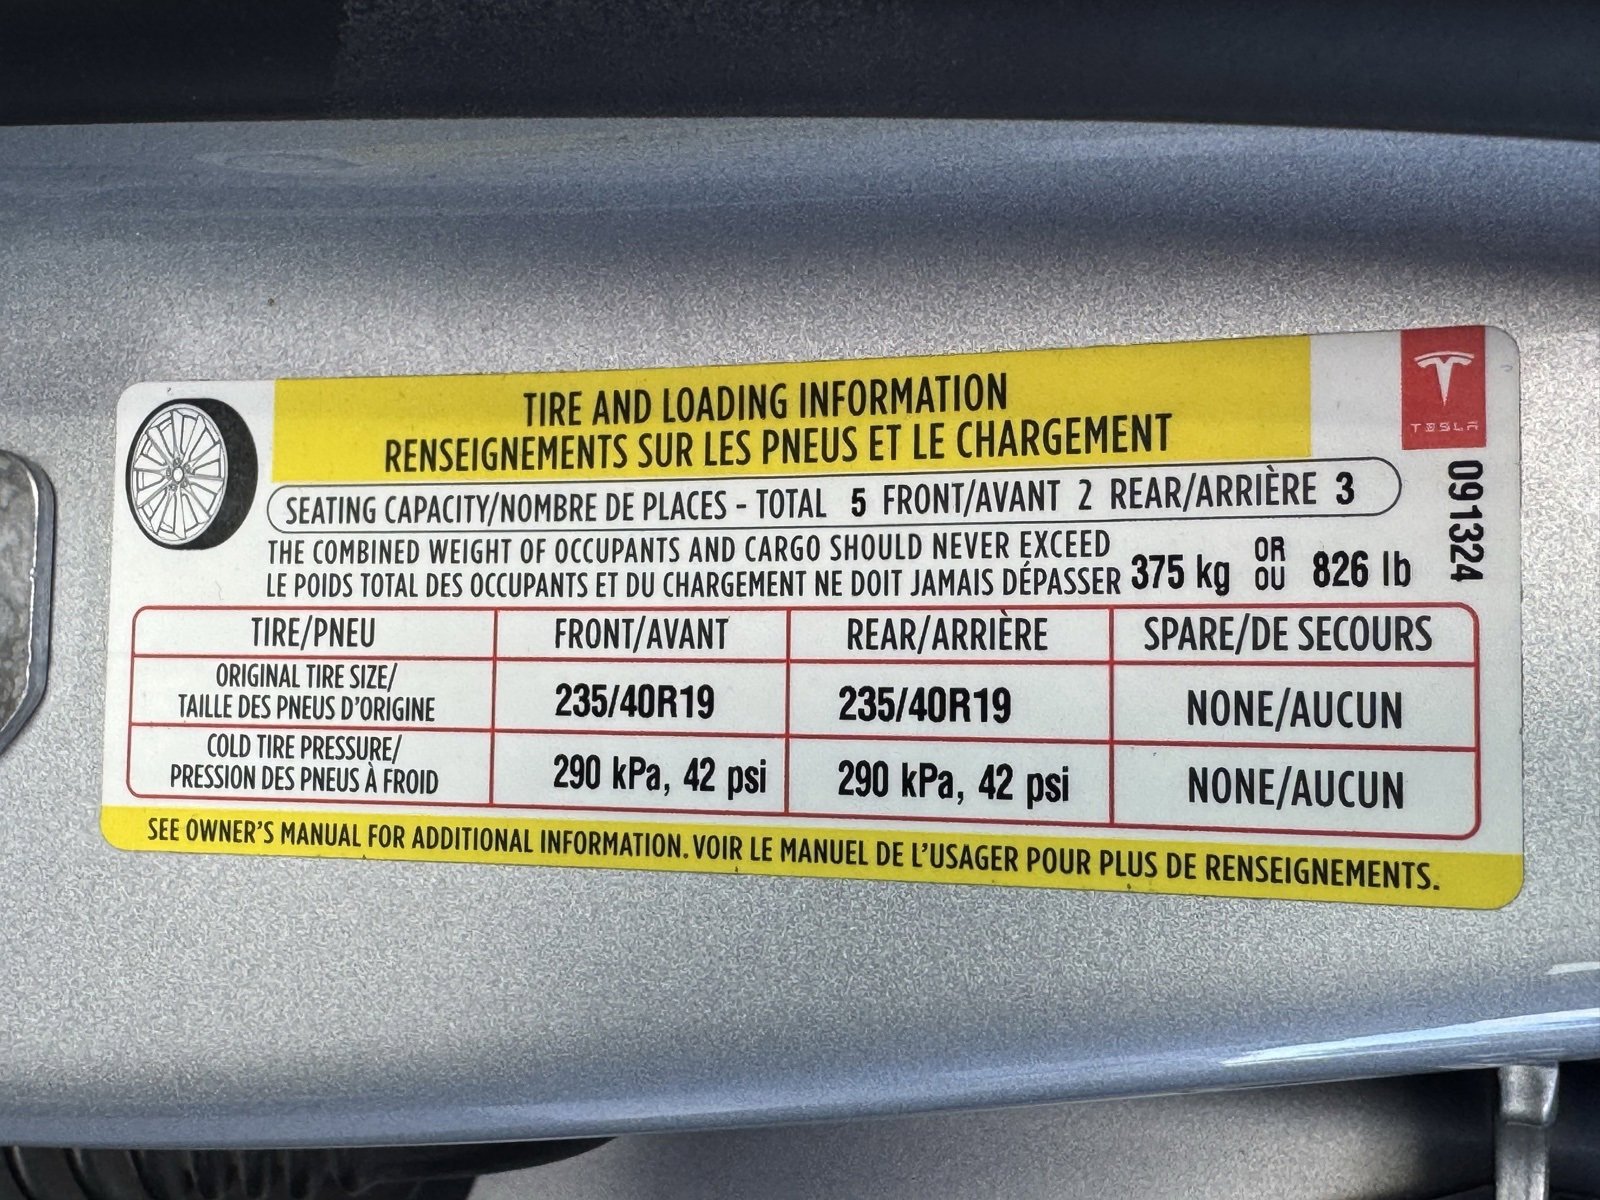 TIRE AND LOADING INFORMATION
RENSEIGNEMENTS SUR LES PNEUS ET LE CHARGEMENT
TESLA
SEATING CAPACITY/NOMBRE DE PLACES - TOTAL 5 FRONT/AVANT 2 REAR/ARRIÈRE 3
THE COMBINED WEIGHT OF OCCUPANTS AND CARGO SHOULD NEVER EXCEED
LE POIDS TOTAL DES OCCUPANTS ET DU CHARGEMENT NE DOIT JAMAIS DÉPASSER
375 kg OR 826 lb
OU
091324
TIRE/PNEU FRONT/AVANT REAR/ARRIÈRE SPARE/DE SECOURS
ORIGINAL TIRE SIZE/
TAILLE DES PNEUS D'ORIGINE 235/40R19 235/40R19 NONE/AUCUN
COLD TIRE PRESSURE/
PRESSION DES PNEUS À FROID 290 kPa, 42 psi 290 kPa, 42 psi NONE/AUCUN
SEE OWNER'S MANUAL FOR ADDITIONAL INFORMATION. VOIR LE MANUEL DE L'USAGER POUR PLUS DE RENSEIGNEMENTS.